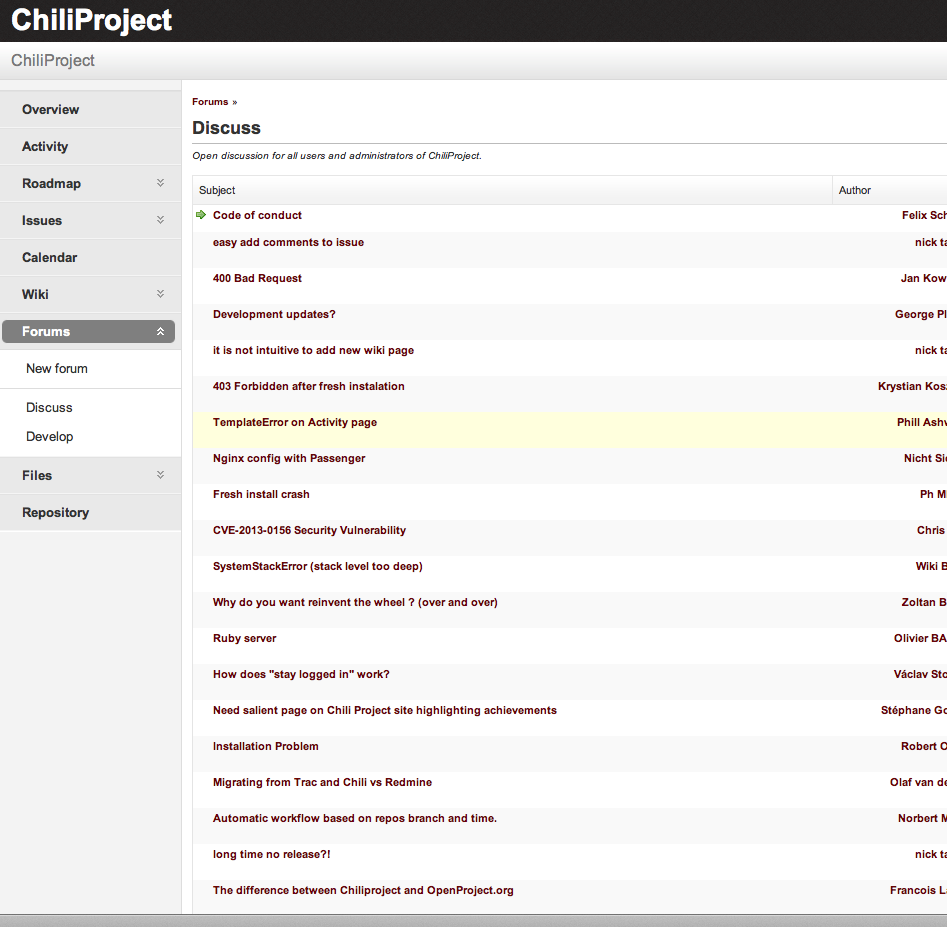 ChiliProject
ChiliProject
Overview
Activity
Roadmap
Issues
Calendar
Wiki
Forums
New forum
Discuss
Develop
Files
Repository
Forums »
Discuss
Open discussion for all users and administrators of ChiliProject.
Subject Author
Code of conduct Felix Sch
easy add comments to issue nick ta
400 Bad Request Jan Kow
Development updates? George Pl
it is not intuitive to add new wiki page nick ta
403 Forbidden after fresh instalation Krystian Kos
TemplateError on Activity page Phill Ash
Nginx config with Passenger Nicht Si
Fresh install crash Ph M
CVE-2013-0156 Security Vulnerability Chris
SystemStackError (stack level too deep) Wiki B
Why do you want reinvent the wheel ? (over and over) Zoltan B
Ruby server Olivier BA
How does "stay logged in" work? Václav Sto
Need salient page on Chili Project site highlighting achievements Stéphane Go
Installation Problem Robert O
Migrating from Trac and Chili vs Redmine Olaf van de
Automatic workflow based on repos branch and time. Norbert M
long time no release?! nick ta
The difference between Chiliproject and OpenProject.org Francois L